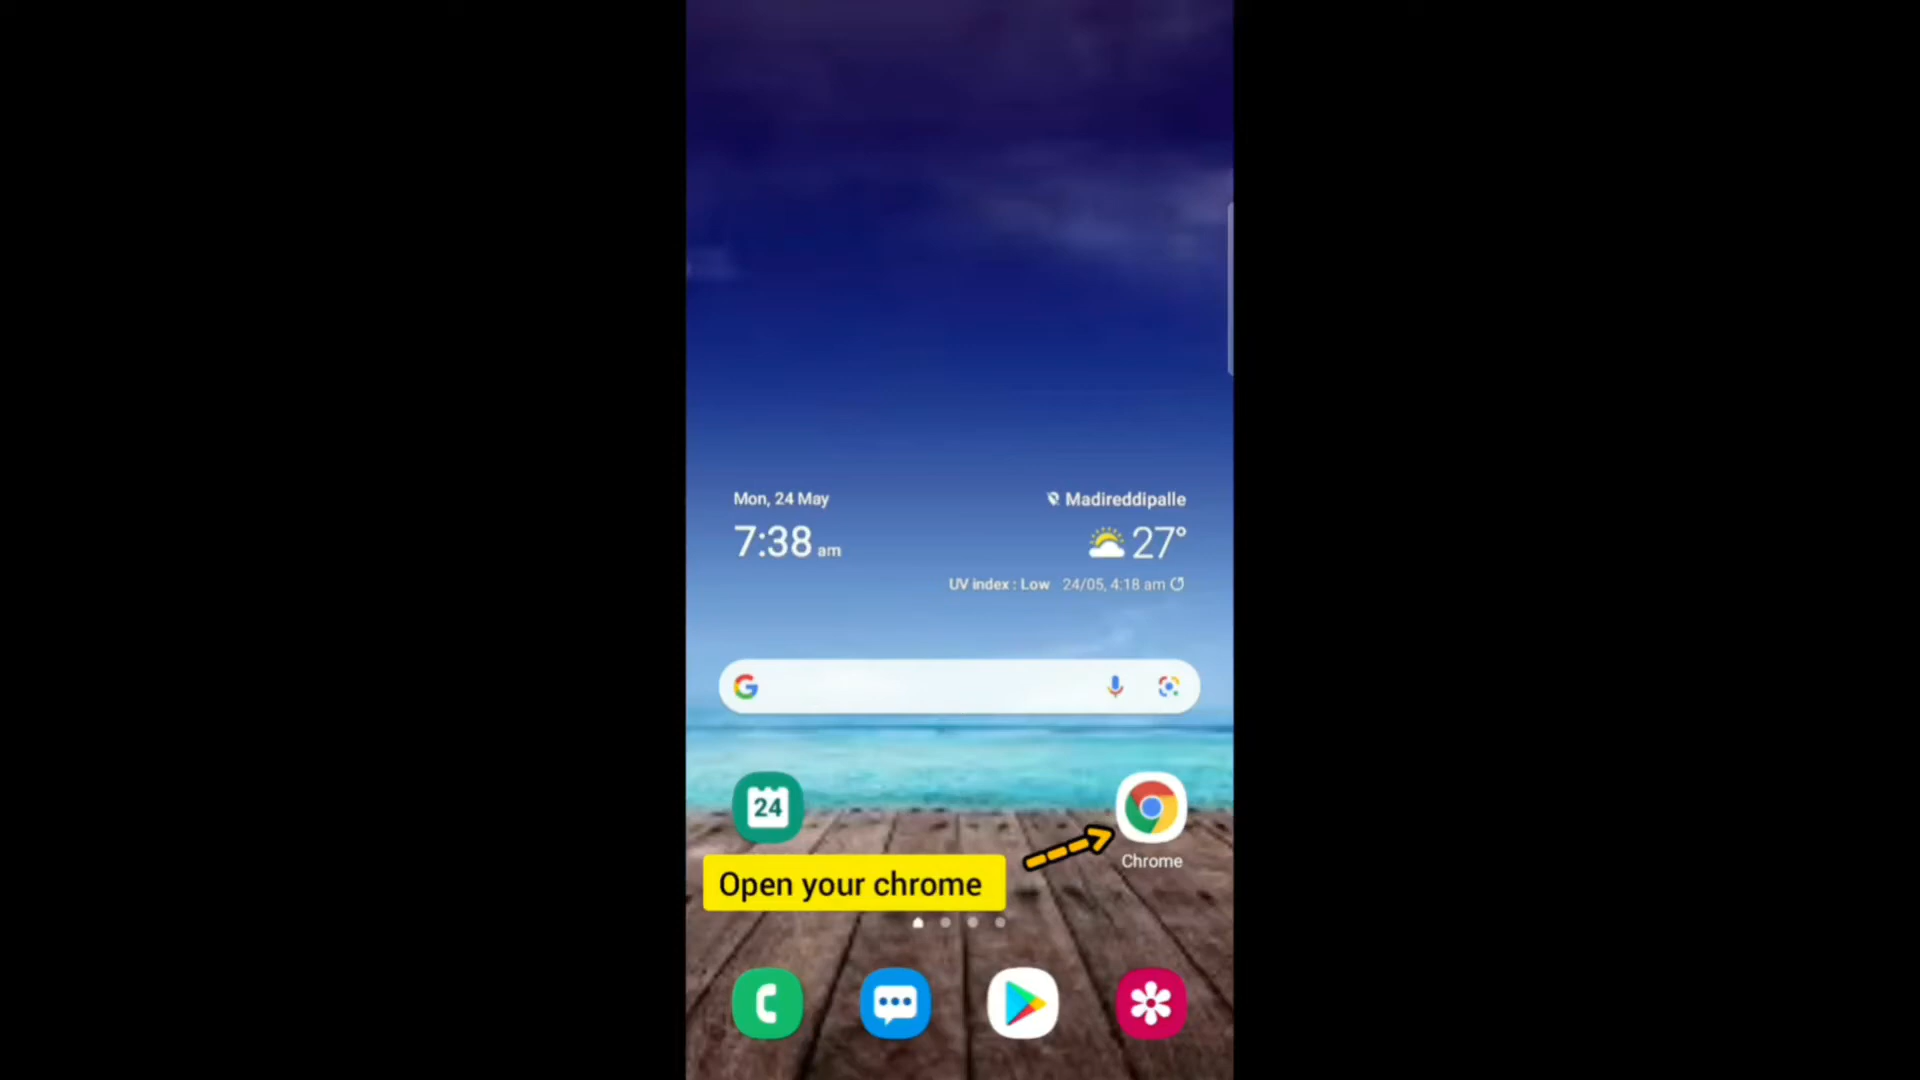 Mon, 24 May
7:38 am
Madireddipalle
27°
UV index : Low 24/05, 4:18 am
24
Chrome
Open your chrome